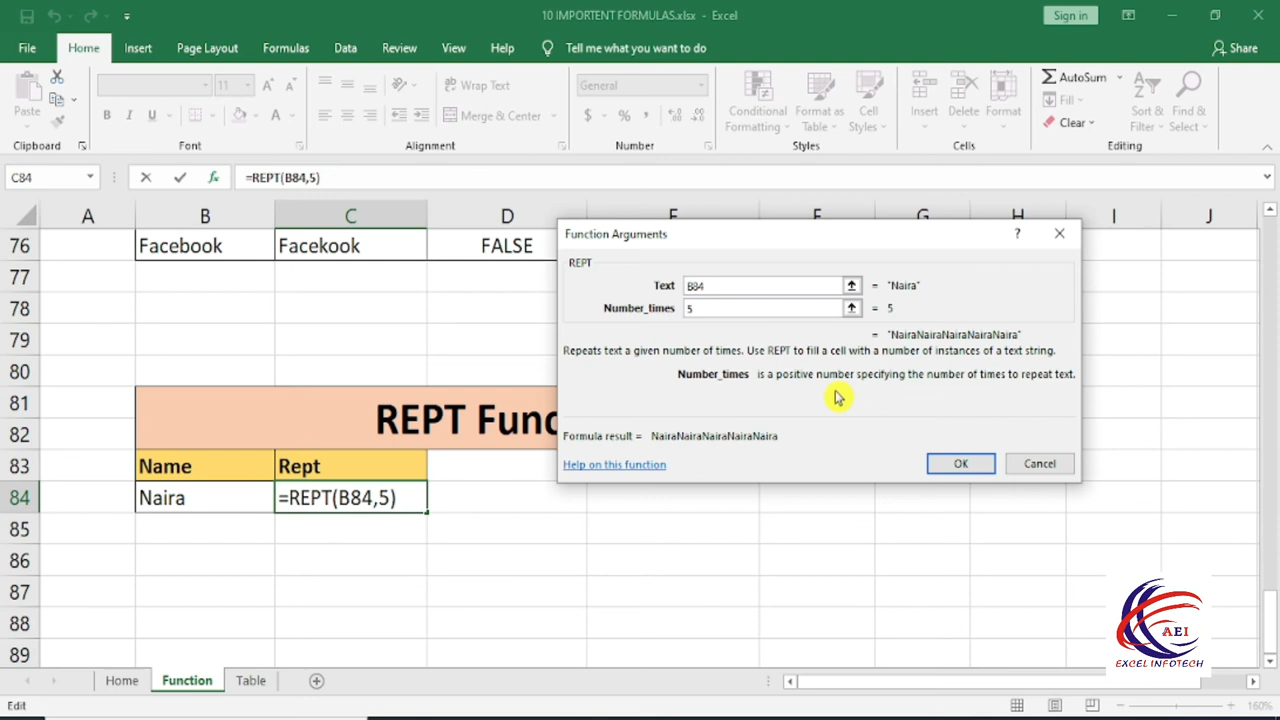 10 IMPORTENT FORMULAS.xlsx - Excel
Sign in
File Home Insert Page Layout Formulas Data Review View Help Tell me what you want to do Share
Paste
11
Wrap Text
Merge & Center
General
Conditional Formatting
Format as Table
Cell Styles
Insert Delete Format
AutoSum
Fill
Clear
Sort & Filter
Find & Select
Clipboard Font Alignment Number Styles Cells Editing
C84 =REPT(B84,5)
A B C D E F G H I J
76 Facebook Facekook FALSE
77
78
79
80
81
82
REPT Func
83 Name Rept
84 Naira =REPT(B84,5)
85
86
87
88
89
Function Arguments ?
REPT
Text B84 = "Naira"
Number_times 5 = 5
= "NairaNairaNairaNairaNaira"
Repeats text a given number of times. Use REPT to fill a cell with a number of instances of a text string.
Number_times is a positive number specifying the number of times to repeat text.
Formula result = NairaNairaNairaNairaNaira
Help on this function OK Cancel
AEI
EXCEL INFOTECH
Home Function Table
Edit 160%